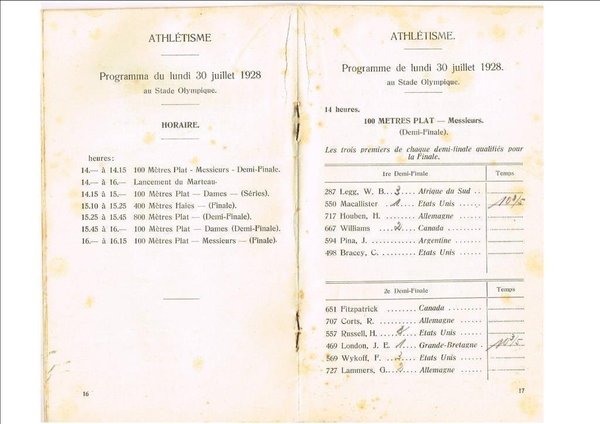 ATHLÉTISME
Programma du lundi 30 juillet 1928
au Stade Olympique.
HORAIRE.
heures:
14.— à 14.15 100 Mètres Plat - Messieurs - Demi-Finale.
14.— à 16.— Lancement du Marteau.
14.15 à 15.— 100 Mètres Plat — Dames — (Séries).
15.10 à 15.25 400 Mètres Haies — (Finale).
15.25 à 15.45 800 Mètres Plat — (Demi-Finale).
15.45 à 16.— 100 Mètres Plat — Dames (Demi-Finale).
16.— à 16.15 100 Mètres Plat — Messieurs — (Finale).
16
ATHLÉTISME.
Programme de lundi 30 juillet 1928.
au Stade Olympique.
14 heures.
100 METRES PLAT — Messieurs.
(Demi-Finale).
Les trois premiers de chaque demi-finale qualifiés pour
la Finale.
1re Demi-Finale Temps
287 Legg, W. B. 3 .... Afrique du Sud ..
550 Macallister . 1 .... Etats Unis ...... 10 3/5
717 Houben, H. ........ Allemagne ......
667 Williams .. 2 .... Canada ........
594 Pina, J. .......... Argentine ......
498 Bracey, C. ......... Etats Unis ......
2e Demi-Finale Temps
651 Fitzpatrick ........ Canada ........
707 Corts, R. .......... Allemagne ......
557 Russell, H. .... Etats Unis ......
469 London, J. E. 1 .... Grande-Bretagne . 10 3/5
569 Wykoff, F. .. 3 .... Etats Unis ......
727 Lammers, G. 2 .... Allemagne ......
17